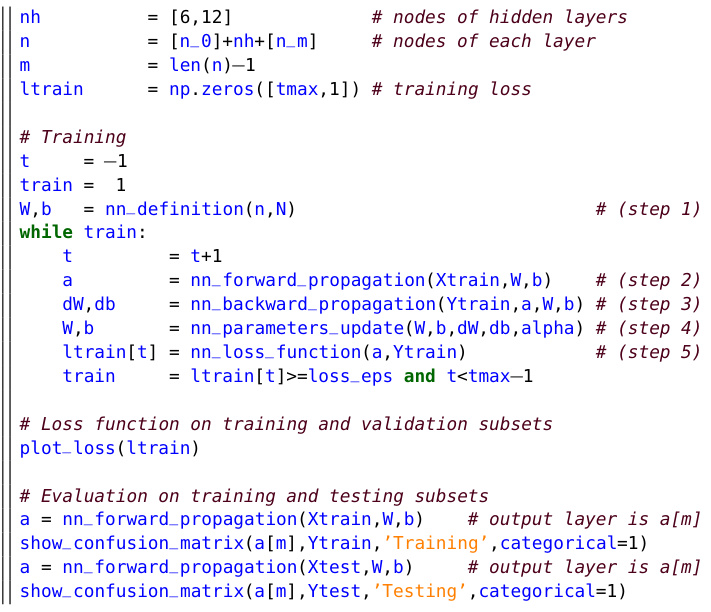 nh          = [6,12]             # nodes of hidden layers
n           = [n_0]+nh+[n_m]     # nodes of each layer
m           = len(n)−1
ltrain      = np.zeros([tmax,1]) # training loss

# Training
t     = −1
train =  1
W,b   = nn_definition(n,N)                            # (step 1)
while train:
    t         = t+1
    a         = nn_forward_propagation(Xtrain,W,b)    # (step 2)
    dW,db     = nn_backward_propagation(Ytrain,a,W,b) # (step 3)
    W,b       = nn_parameters_update(W,b,dW,db,alpha) # (step 4)
    ltrain[t] = nn_loss_function(a,Ytrain)            # (step 5)
    train     = ltrain[t]>=loss_eps and t<tmax−1

# Loss function on training and validation subsets
plot_loss(ltrain)

# Evaluation on training and testing subsets
a = nn_forward_propagation(Xtrain,W,b)    # output layer is a[m]
show_confusion_matrix(a[m],Ytrain,’Training’,categorical=1)
a = nn_forward_propagation(Xtest,W,b)     # output layer is a[m]
show_confusion_matrix(a[m],Ytest,’Testing’,categorical=1)